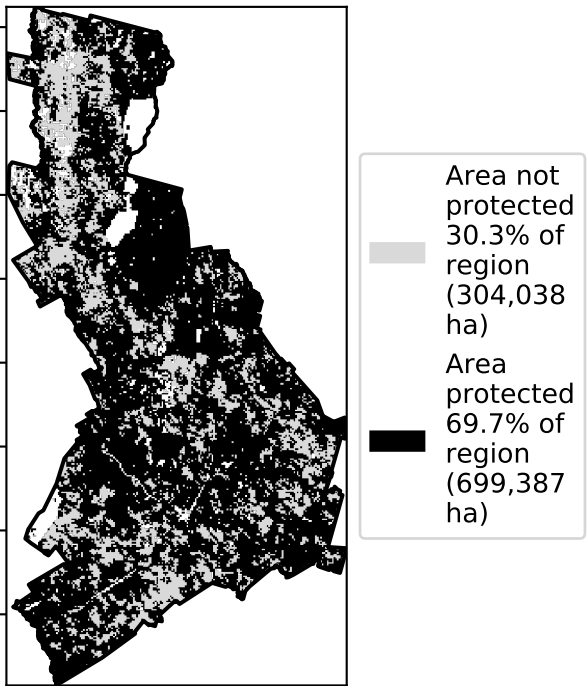 Area not
protected
30.3% of
region
(304,038
ha)
Area
protected
69.7% of
region
(699,387
ha)